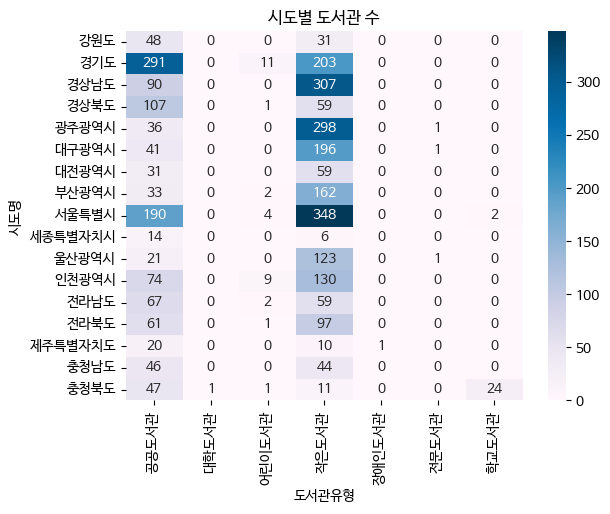 시도별 도서관 수
시도명
강원도 48 0 0 31 0 0 0
경기도 291 0 11 203 0 0 0
경상남도 90 0 0 307 0 0 0
경상북도 107 0 1 59 0 0 0
광주광역시 36 0 0 298 0 1 0
대구광역시 41 0 0 196 0 1 0
대전광역시 31 0 0 59 0 0 0
부산광역시 33 0 2 162 0 0 0
서울특별시 190 0 4 348 0 0 2
세종특별자치시 14 0 0 6 0 0 0
울산광역시 21 0 0 123 0 1 0
인천광역시 74 0 9 130 0 0 0
전라남도 67 0 2 59 0 0 0
전라북도 61 0 1 97 0 0 0
제주특별자치도 20 0 0 10 1 0 0
충청남도 46 0 0 44 0 0 0
충청북도 47 1 1 11 0 0 24
공공도서관
대학도서관
어린이도서관
작은도서관
장애인도서관
전문도서관
학교도서관
도서관유형
300
250
200
150
100
50
0